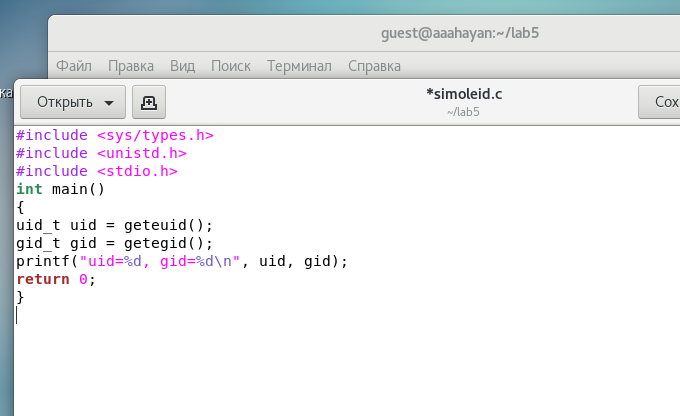 guest@aaahayan:~/lab5
Файл Правка Вид Поиск Терминал Справка
ка
Открыть
*simoleid.c
~/lab5
Сох
#include <sys/types.h>
#include <unistd.h>
#include <stdio.h>
int main()
{
uid_t uid = geteuid();
gid_t gid = getegid();
printf("uid=%d, gid=%d\n", uid, gid);
return 0;
}